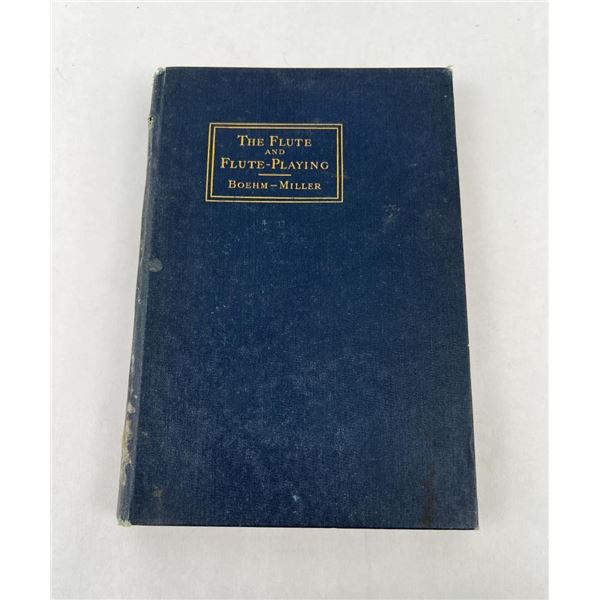 The Flute
and
Flute-Playing
Boehm–Miller